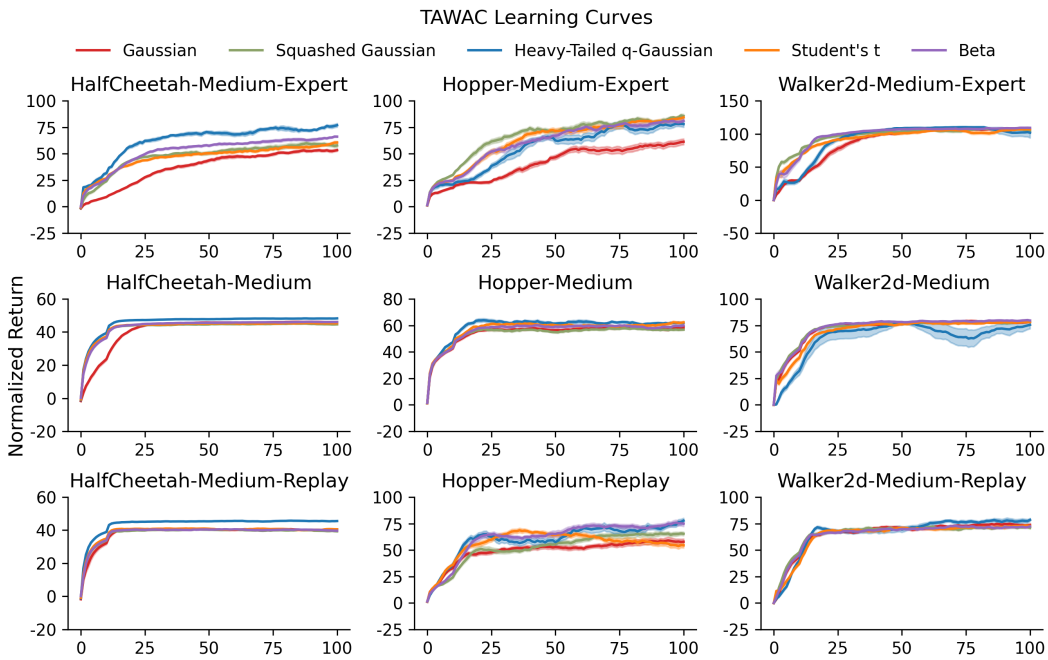 TAWAC Learning Curves
Gaussian Squashed Gaussian Heavy-Tailed q-Gaussian Student's t Beta
HalfCheetah-Medium-Expert Hopper-Medium-Expert Walker2d-Medium-Expert
100 100 150
75 75 100
50 50 50
25 25 0
0 0
-25 -25 -50
0 25 50 75 100 0 25 50 75 100 0 25 50 75 100
Normalized Return
HalfCheetah-Medium Hopper-Medium Walker2d-Medium
60 80 100
40 60 75
20 40 50
0 20 25
0 0
-20 -20 -25
0 25 50 75 100 0 25 50 75 100 0 25 50 75 100
HalfCheetah-Medium-Replay Hopper-Medium-Replay Walker2d-Medium-Replay
60 100 100
40 75 75
20 50 50
0 25 25
0 0
-20 -25 -25
0 25 50 75 100 0 25 50 75 100 0 25 50 75 100